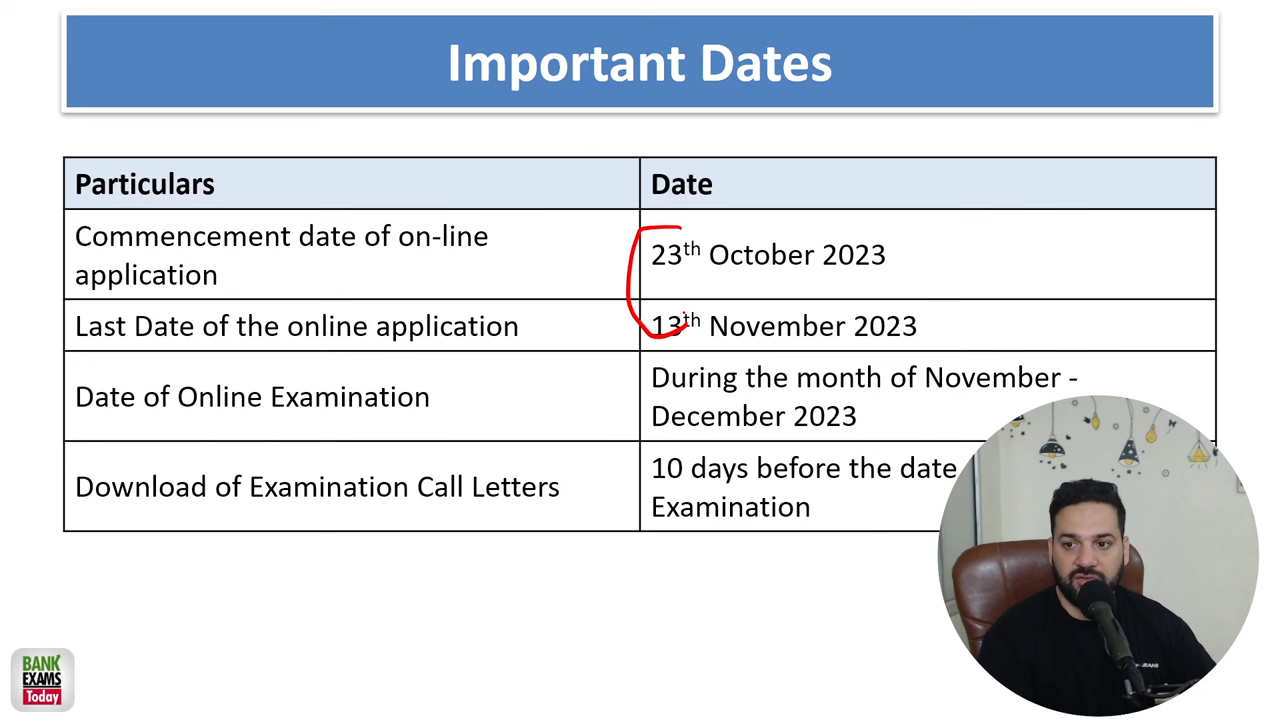 Important Dates
Particulars
Date
Commencement date of on-line
application
23th October 2023
Last Date of the online application
13th November 2023
Date of Online Examination
During the month of November -
December 2023
Download of Examination Call Letters
10 days before the date
Examination
BANK
EXAMS
Today